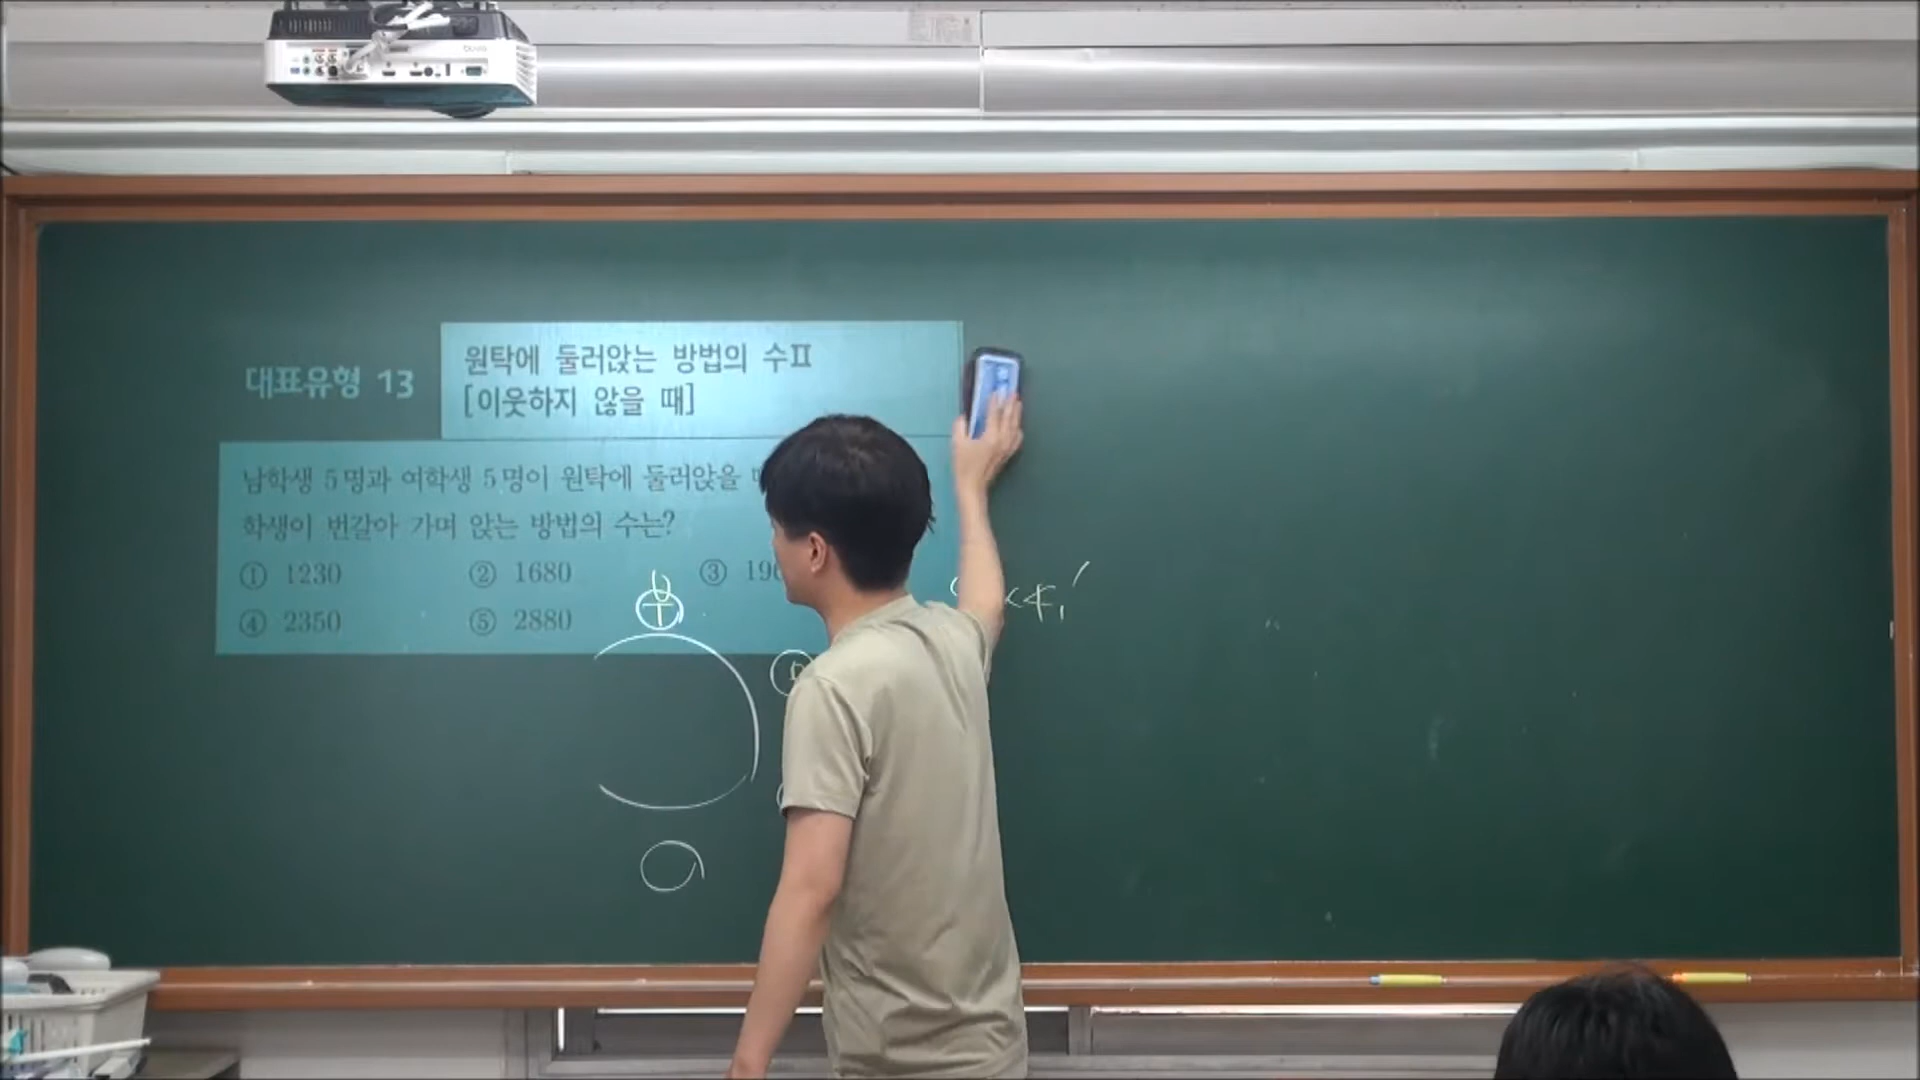 대표유형 13
원탁에 둘러앉는 방법의 수Ⅱ
[이웃하지 않을 때]
남학생 5명과 여학생 5명이 원탁에 둘러앉을
학생이 번갈아 가며 앉는 방법의 수는?
① 1230 ② 1680 ③ 196
④ 2350 ⑤ 2880
×4!